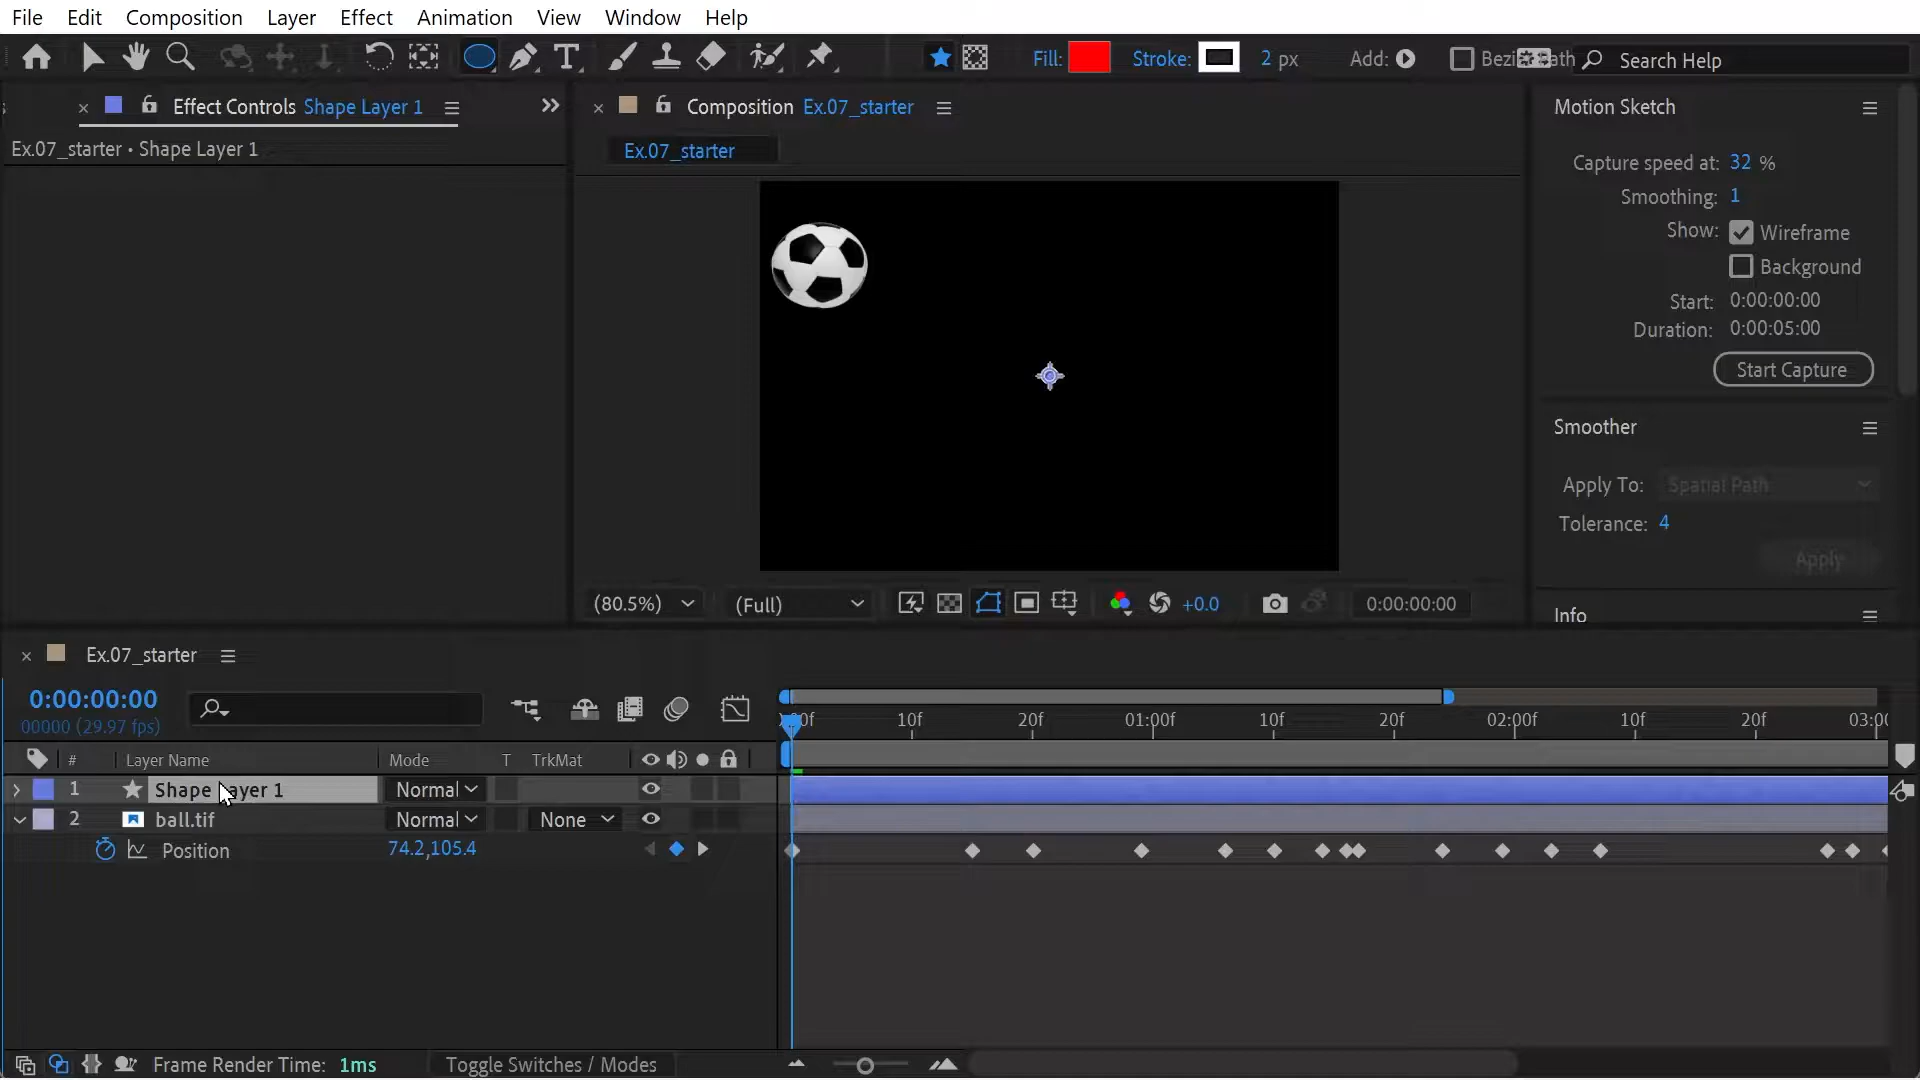 File Edit Composition Layer Effect Animation View Window Help
Fill: Stroke: 2 px Add: Search Help
Effect Controls Shape Layer 1
Composition Ex.07_starter
Motion Sketch
Ex.07_starter • Shape Layer 1
Ex.07_starter
Capture speed at: 32 %
Smoothing: 1
Show: Wireframe
Background
Start: 0:00:00:00
Duration: 0:00:05:00
Start Capture
Smoother
Apply To: Spatial Path
Tolerance: 4
Apply
(80.5%) (Full) +0.0 0:00:00:00
Info
Ex.07_starter
0:00:00:00
00000 (29.97 fps)
10f 20f 01:00f 10f 20f 02:00f 10f 20f
# Layer Name Mode T TrkMat
1 Shape Layer 1 Normal
2 ball.tif Normal None
Position 74.2,105.4
Frame Render Time: 1ms Toggle Switches / Modes